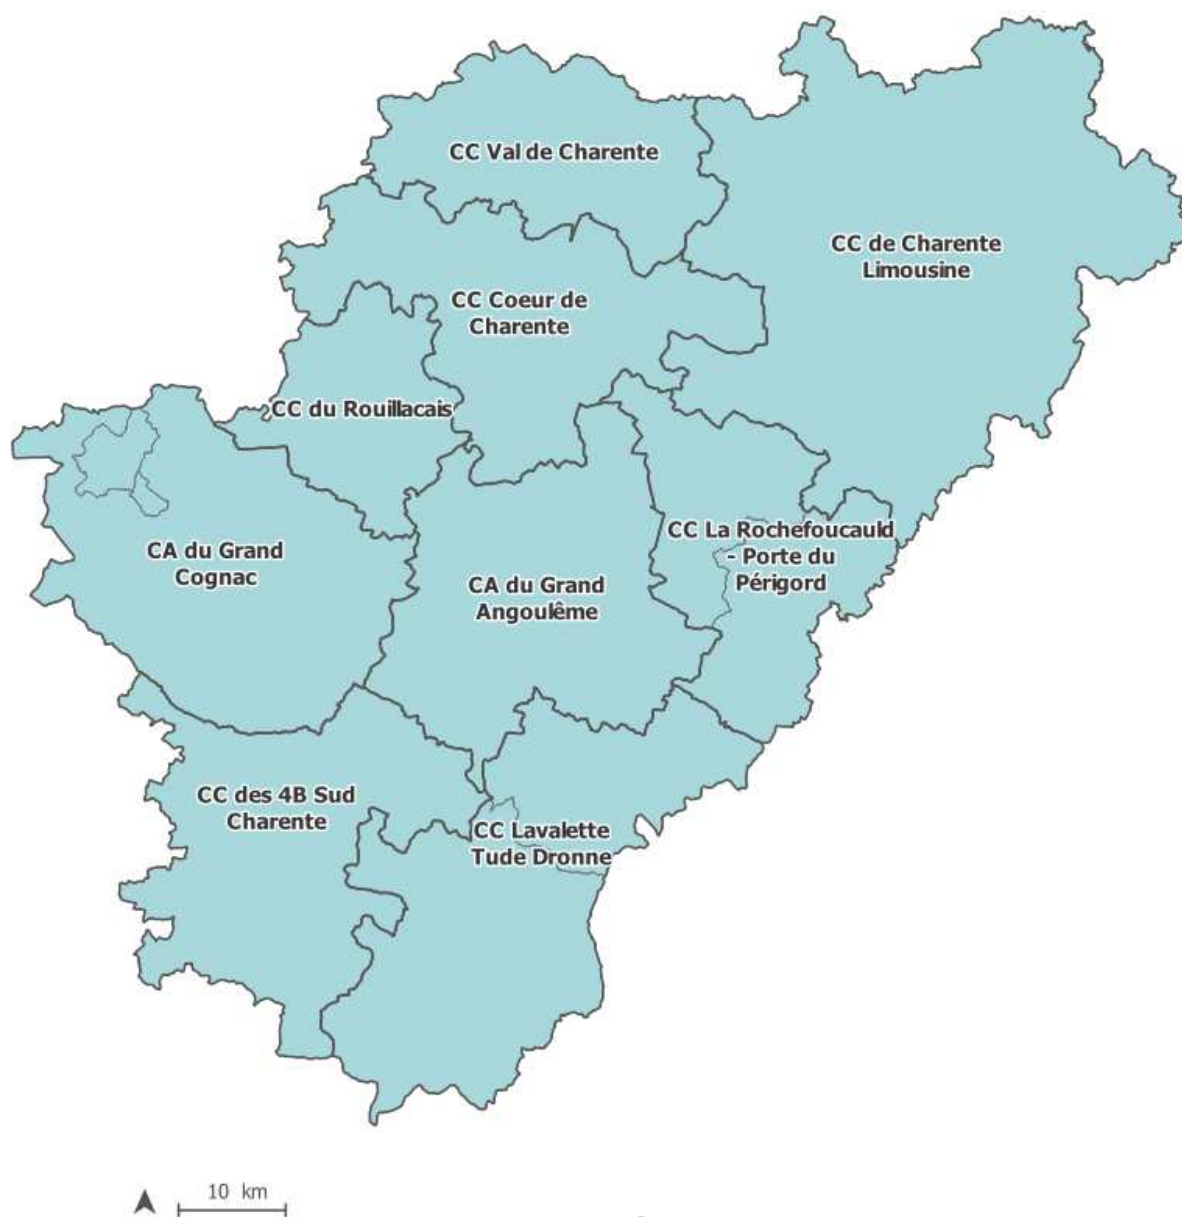 CC Val de Charente
CC de Charente
Limousine
CC Coeur de
Charente
CC du Rouillacais
CC La Rochefoucauld
- Porte du
Périgord
CA du Grand
Cognac
CA du Grand
Angoulême
CC des 4B Sud
Charente
CC Lavalette
Tude Dronne
10 km